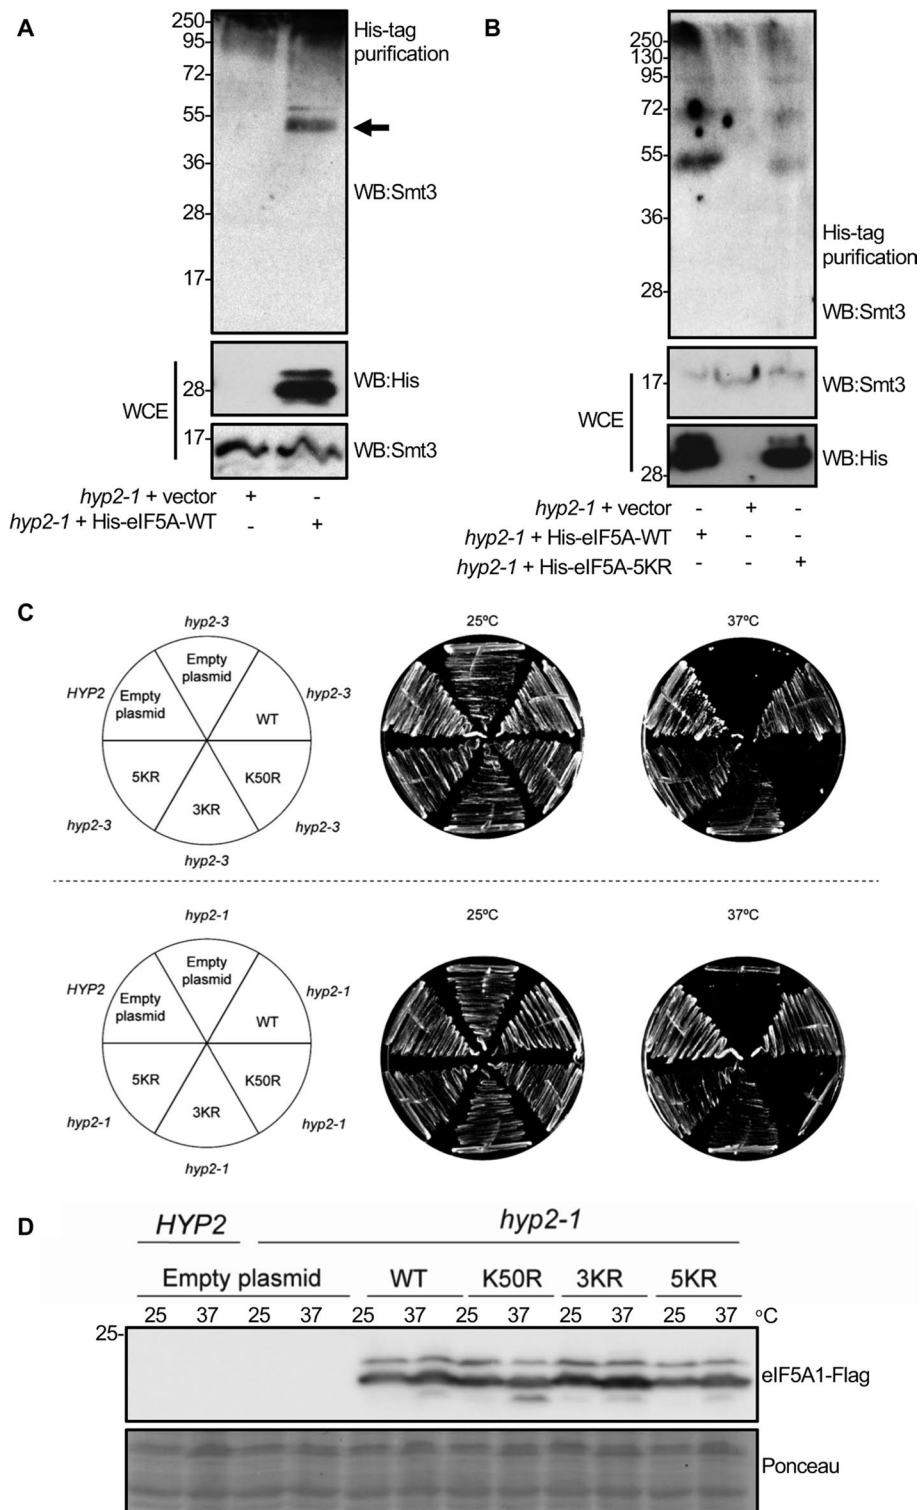 A
250-
95-
72-
55-
36-
28-
17-
His-tag
purification
WB:Smt3
WCE
28-
WB:His
17-
WB:Smt3
hyp2-1 + vector + -
hyp2-1 + His-eIF5A-WT - +
B
250-
130-
95-
72-
55-
36-
28-
His-tag
purification
WB:Smt3
WCE
17-
WB:Smt3
28-
WB:His
hyp2-1 + vector - + -
hyp2-1 + His-eIF5A-WT + - -
hyp2-1 + His-eIF5A-5KR - - +
C
hyp2-3
25ºC
37ºC
Empty
plasmid
HYP2
Empty
plasmid
hyp2-3
WT
5KR
K50R
3KR
hyp2-3
hyp2-3
hyp2-3
hyp2-1
25ºC
37ºC
Empty
plasmid
HYP2
Empty
plasmid
hyp2-1
WT
5KR
K50R
3KR
hyp2-1
hyp2-1
hyp2-1
D
HYP2
hyp2-1
Empty plasmid WT K50R 3KR 5KR
25 37 25 37 25 37 25 37 25 37 25 37 ºC
25-
eIF5A1-Flag
Ponceau